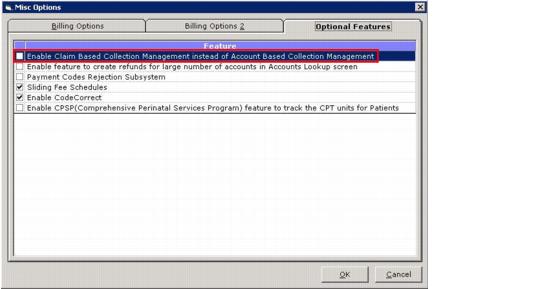 Misc Options
Billing Options
Billing Options 2
Optional Features
Feature
Enable Claim Based Collection Management instead of Account Based Collection Management
Enable feature to create refunds for large number of accounts in Accounts Lookup screen
Payment Codes Rejection Subsystem
Sliding Fee Schedules
Enable CodeCorrect
Enable CPSP(Comprehensive Perinatal Services Program) feature to track the CPT units for Patients
OK
Cancel